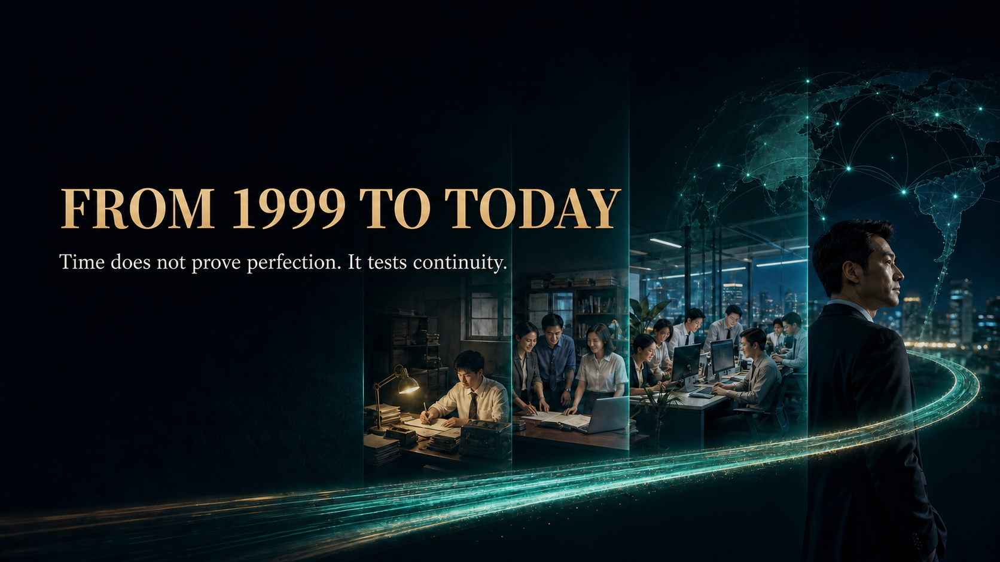 FROM 1999 TO TODAY
Time does not prove perfection. It tests continuity.